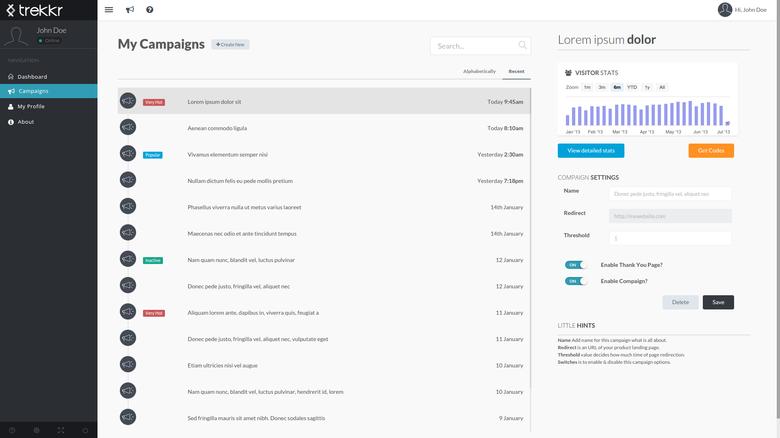 trekkr
Hi, John Doe
John Doe
Online
NAVIGATION
Dashboard
Campaigns
My Profile
About
My Campaigns
+ Create New
Search...
Alphabetically
Recent
Very Hot
Lorem ipsum dolor sit
Today 9:45am
Aenean commodo ligula
Today 8:10am
Popular
Vivamus elementum semper nisi
Yesterday 2:30am
Nullam dictum felis eu pede mollis pretium
Yesterday 7:18pm
Phasellus viverra nulla ut metus varius laoreet
14th January
Maecenas nec odio et ante tincidunt tempus
14th January
Inactive
Nam quam nunc, blandit vel, luctus pulvinar
12 January
Donec pede justo, fringilla vel, aliquet nec
12 January
Very Hot
Aliquam lorem ante, dapibus in, viverra quis, feugiat a
11 January
Donec pede justo, fringilla vel, aliquet nec, vulputate eget
11 January
Etiam ultricies nisi vel augue
10 January
Nam quam nunc, blandit vel, luctus pulvinar, hendrerit id, lorem
10 January
Sed fringilla mauris sit amet nibh. Donec sodales sagittis
9 January
Lorem ipsum dolor
VISITOR STATS
Zoom 1m 3m 6m YTD 1y All
Jan '13 Feb '13 Mar '13 Apr '13 May '13 Jun '13 Jul '13
View detailed stats
Get Codes
COMPAIGN SETTINGS
Name
Donec pede justo, fringilla vel, aliquet nec
Redirect
http://mewebsite.com
Threshold
ON
Enable Thank You Page?
ON
Enable Compaign?
Delete
Save
LITTLE HINTS
Name Add name for this campaign what is all about.
Redirect is an URL of your product landing page.
Threshold value decides how much time of page redirection.
Switches is to enable & disable this campaign options.